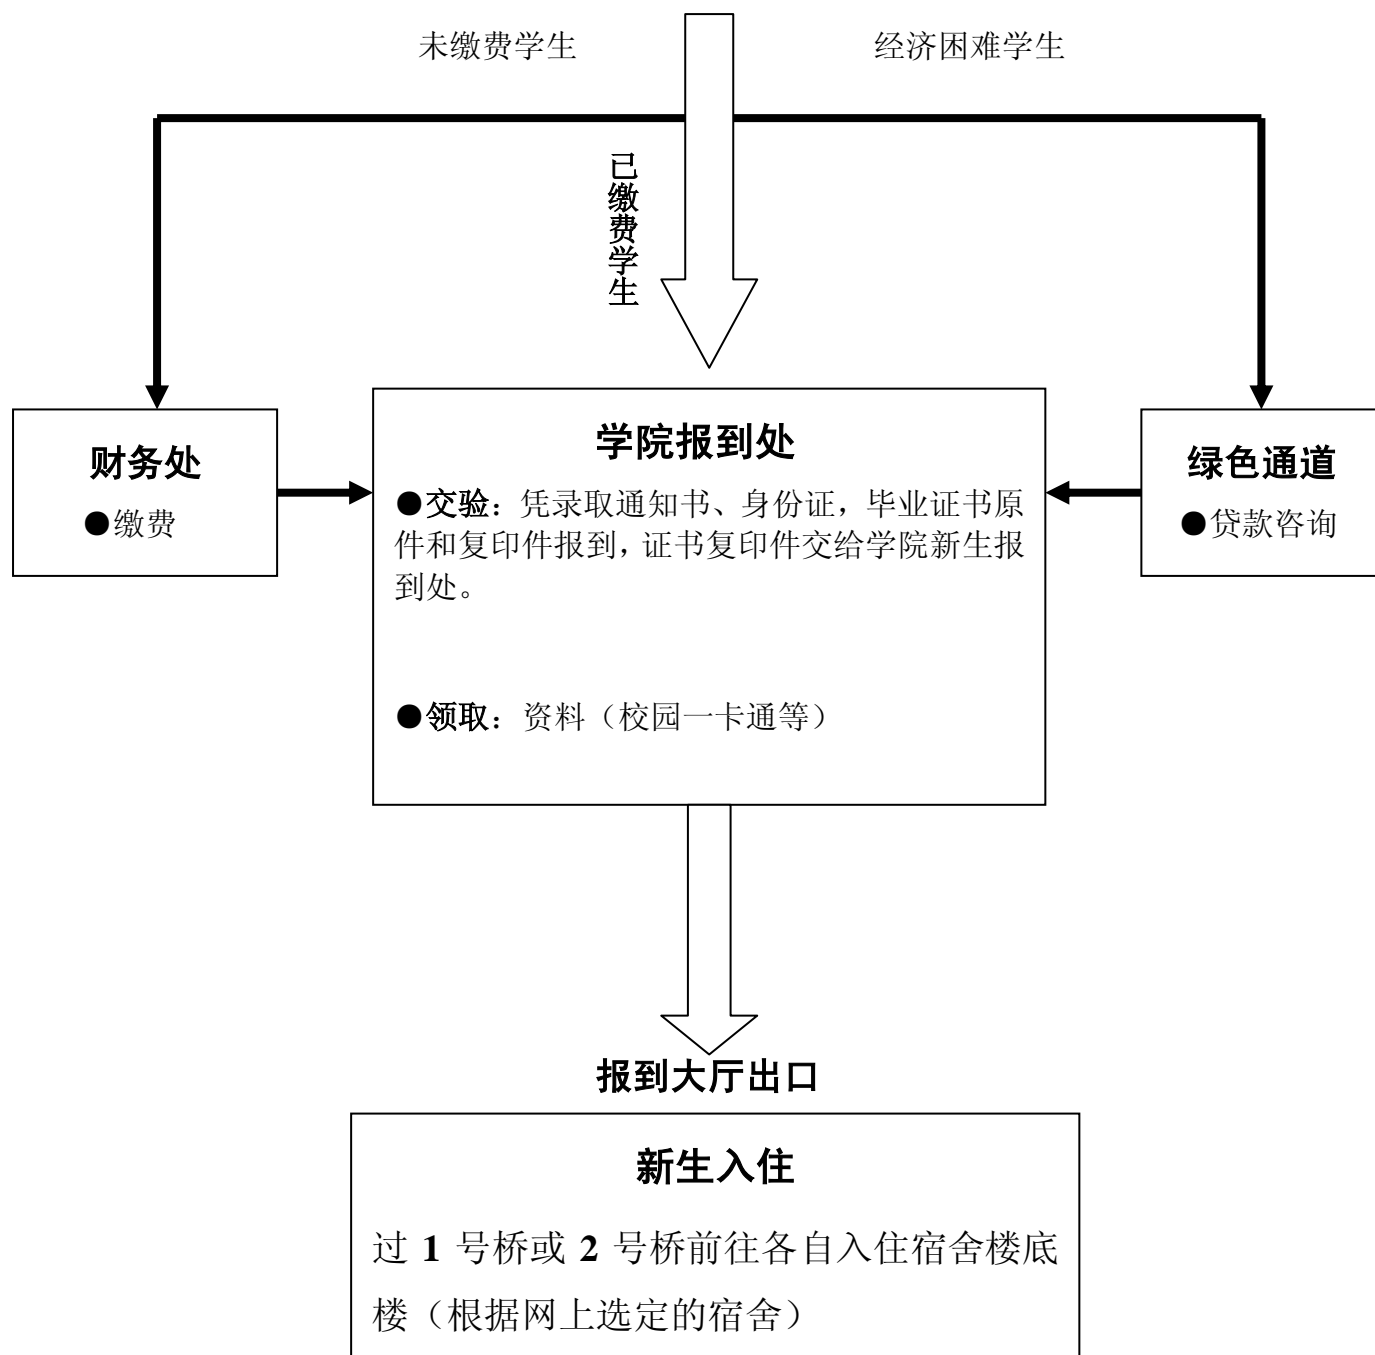 未缴费学生
经济困难学生
已缴费学生
财务处
●缴费
学院报到处
●交验：凭录取通知书、身份证，毕业证书原
件和复印件报到，证书复印件交给学院新生报
到处。
●领取：资料（校园一卡通等）
绿色通道
●贷款咨询
报到大厅出口
新生入住
过 1 号桥或 2 号桥前往各自入住宿舍楼底
楼（根据网上选定的宿舍）